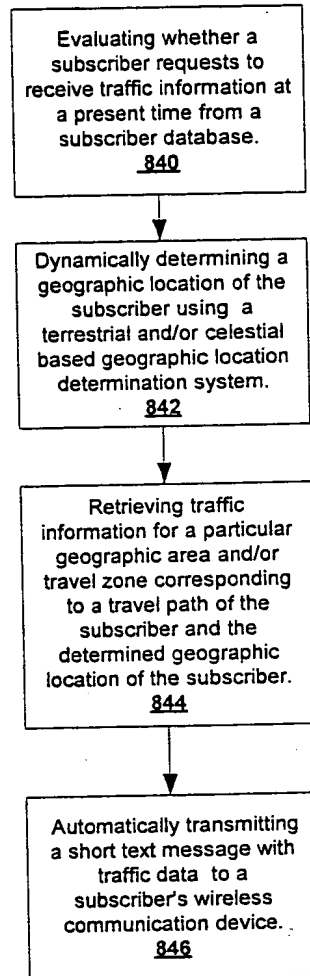 Evaluating whether a
subscriber requests to
receive traffic information at
a present time from a
subscriber database.
840
Dynamically determining a
geographic location of the
subscriber using a
terrestrial and/or celestial
based geographic location
determination system.
842
Retrieving traffic
information for a particular
geographic area and/or
travel zone corresponding
to a travel path of the
subscriber and the
determined geographic
location of the subscriber.
844
Automatically transmitting
a short text message with
traffic data to a
subscriber's wireless
communication device.
846